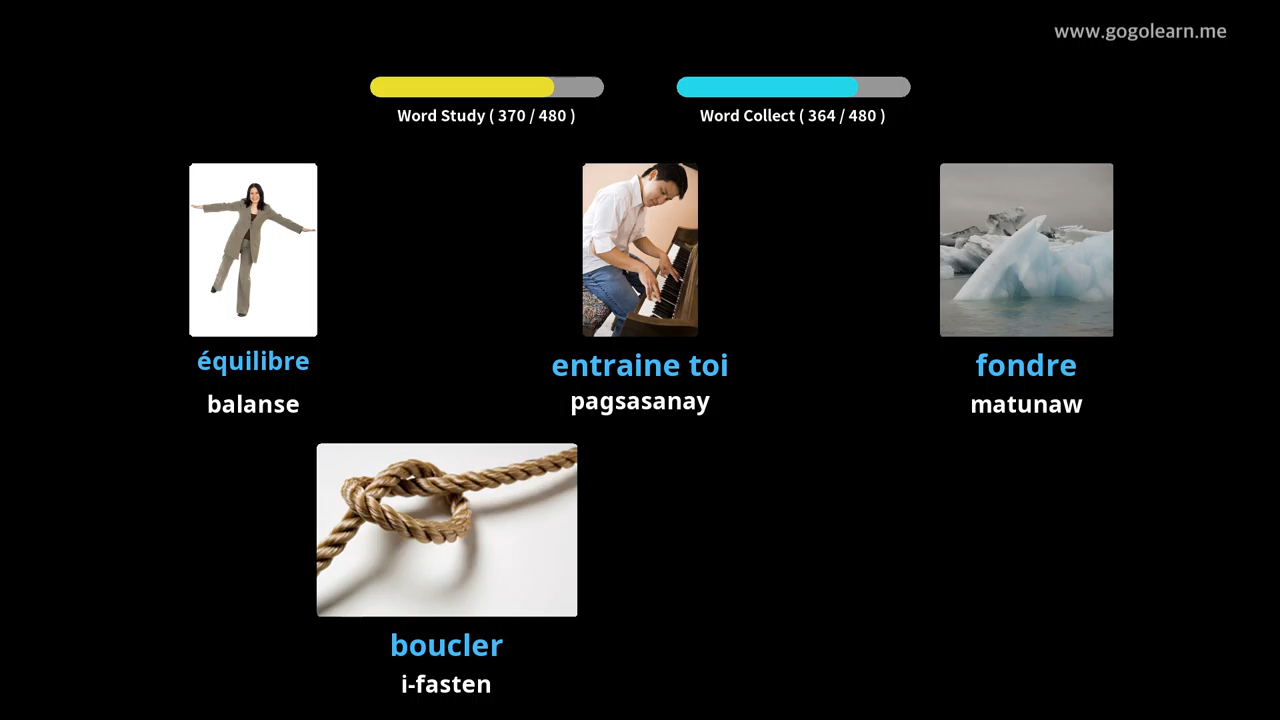 www.gogolearn.me
Word Study ( 370 / 480 )
Word Collect ( 364 / 480 )
équilibre
balanse
entraine toi
pagsasanay
fondre
matunaw
boucler
i-fasten